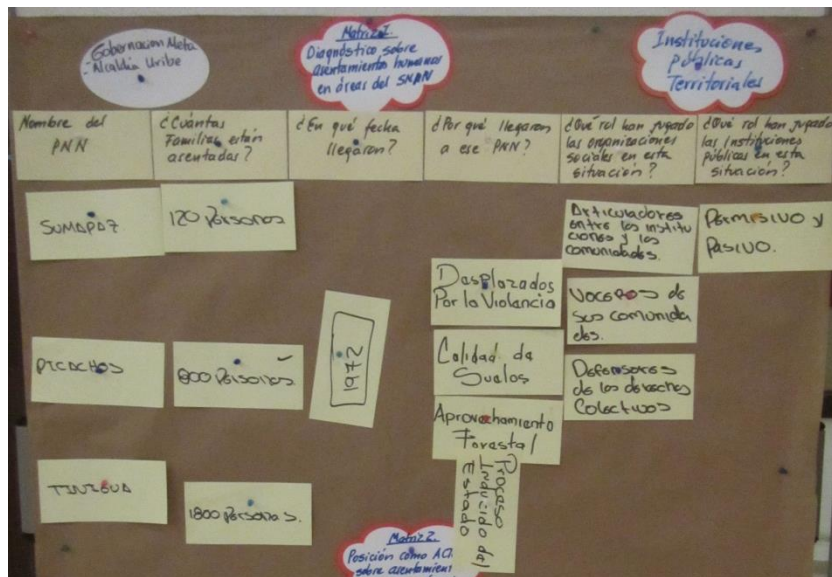 -Gobernacion Meta
-Alcaldia Uribe
Matriz 1.
Diagnóstico sobre
asentamientos humanos
en áreas del SNPN
Instituciones
públicas
Territoriales
Nombre del
PNN
¿Cuántas
Familias están
asentadas?
¿En qué fecha
llegaron?
¿Por qué llegaron
a ese PNN?
¿Qué rol han jugado
las organizaciones
sociales en esta
situación?
¿Qué rol han jugado
las Instituciones
públicas en esta
situación?
SUMAPAZ
120 Personas
Articuladores
entre las institu
ciones y las
comunidades.
Permisivo y
Pasivo.
Desplazados
Por la Violencia
Voceros de
sus comunida
des.
PICACHOS
800 Personas
1972
Calidad de
Suelos
Defensores
de los derechos
Colectivos
Aprovechamiento
Forestal
TINIGUA
1800 Personas.
Proceso
Inducido del
Estado
Matriz 2.
Posición como
sobre